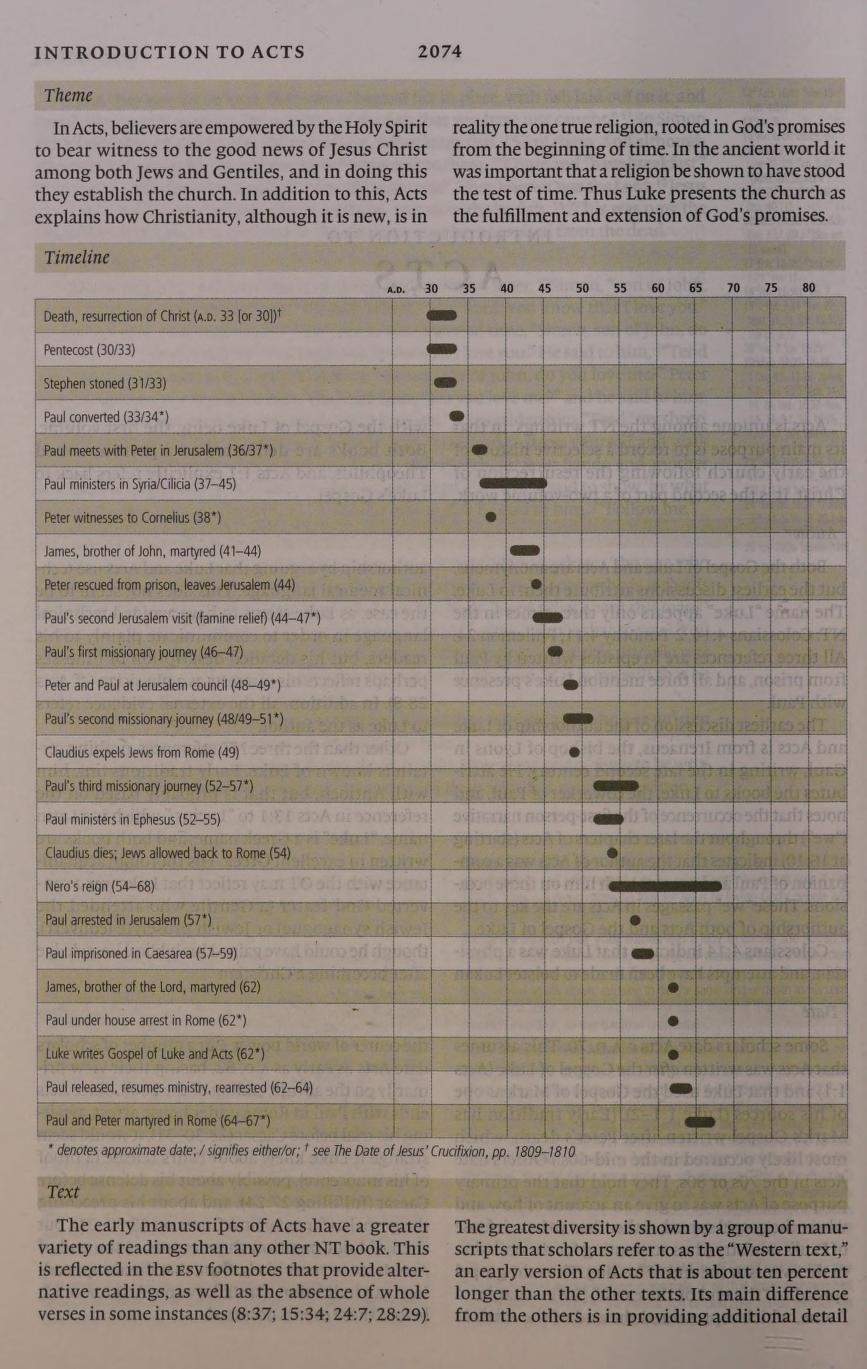 INTRODUCTION TO ACTS 2074
Theme
In Acts, believers are empowered by the Holy Spirit
to bear witness to the good news of Jesus Christ
among both Jews and Gentiles, and in doing this
they establish the church. In addition to this, Acts
explains how Christianity, although it is new, is in
reality the one true religion, rooted in God's promises
from the beginning of time. In the ancient world it
was important that a religion be shown to have stood
the test of time. Thus Luke presents the church as
the fulfillment and extension of God's promises.
Timeline
A.D. 30 35 40 45 50 55 60 65 70 75 80
Death, resurrection of Christ (A.D. 33 [or 30])†
Pentecost (30/33)
Stephen stoned (31/33)
Paul converted (33/34*)
Paul meets with Peter in Jerusalem (36/37*)
Paul ministers in Syria/Cilicia (37–45)
Peter witnesses to Cornelius (38*)
James, brother of John, martyred (41–44)
Peter rescued from prison, leaves Jerusalem (44)
Paul's second Jerusalem visit (famine relief) (44–47*)
Paul's first missionary journey (46–47)
Peter and Paul at Jerusalem council (48–49*)
Paul's second missionary journey (48/49–51*)
Claudius expels Jews from Rome (49)
Paul's third missionary journey (52–57*)
Paul ministers in Ephesus (52–55)
Claudius dies; Jews allowed back to Rome (54)
Nero's reign (54–68)
Paul arrested in Jerusalem (57*)
Paul imprisoned in Caesarea (57–59)
James, brother of the Lord, martyred (62)
Paul under house arrest in Rome (62*)
Luke writes Gospel of Luke and Acts (62*)
Paul released, resumes ministry, rearrested (62–64)
Paul and Peter martyred in Rome (64–67*)
* denotes approximate date; / signifies either/or; † see The Date of Jesus' Crucifixion, pp. 1809–1810
Text
The early manuscripts of Acts have a greater
variety of readings than any other NT book. This
is reflected in the ESV footnotes that provide alter-
native readings, as well as the absence of whole
verses in some instances (8:37; 15:34; 24:7; 28:29).
The greatest diversity is shown by a group of manu-
scripts that scholars refer to as the "Western text,"
an early version of Acts that is about ten percent
longer than the other texts. Its main difference
from the others is in providing additional detail